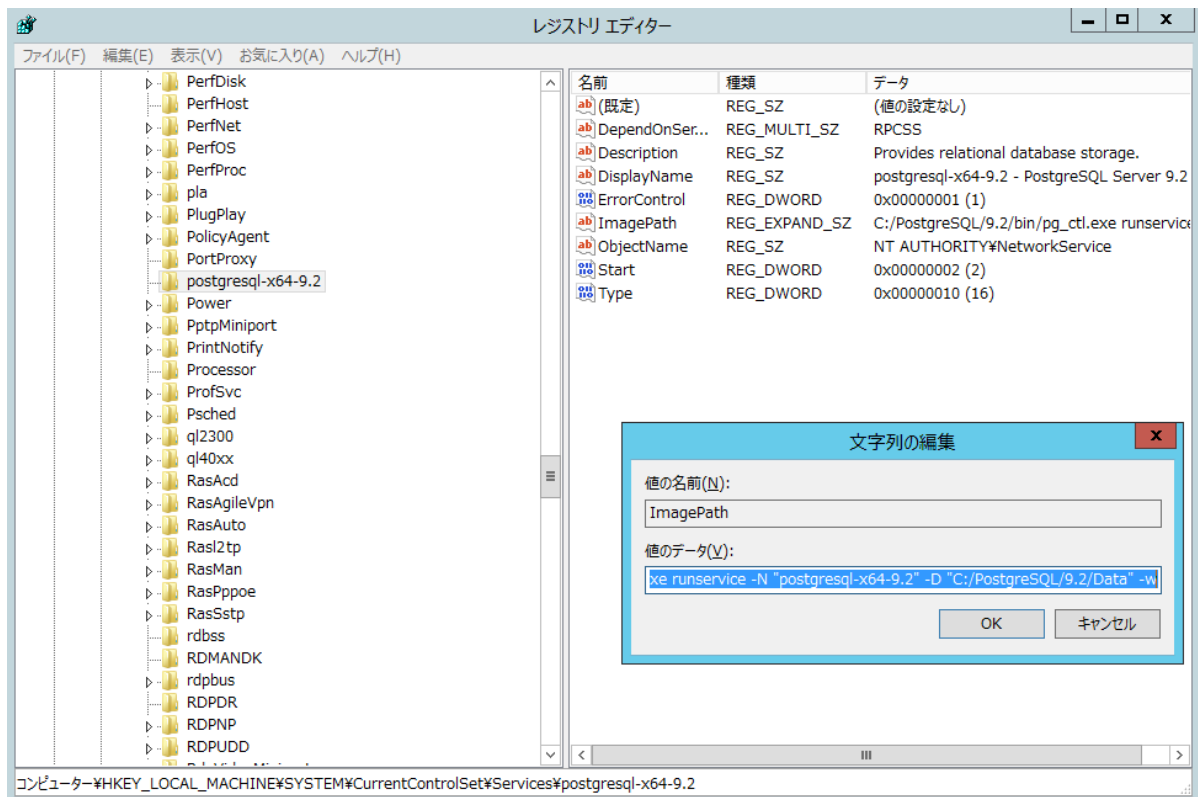 レジストリ エディター
ファイル(F) 編集(E) 表示(V) お気に入り(A) ヘルプ(H)
PerfDisk
PerfHost
PerfNet
PerfOS
PerfProc
pla
PlugPlay
PolicyAgent
PortProxy
postgresql-x64-9.2
Power
PptpMiniport
PrintNotify
Processor
ProfSvc
Psched
ql2300
ql40xx
RasAcd
RasAgileVpn
RasAuto
Rasl2tp
RasMan
RasPppoe
RasSstp
rdbss
RDMANDK
rdpbus
RDPDR
RDPNP
RDPUDD
名前 種類 データ
(既定) REG_SZ (値の設定なし)
DependOnSer... REG_MULTI_SZ RPCSS
Description REG_SZ Provides relational database storage.
DisplayName REG_SZ postgresql-x64-9.2 - PostgreSQL Server 9.2
ErrorControl REG_DWORD 0x00000001 (1)
ImagePath REG_EXPAND_SZ C:/PostgreSQL/9.2/bin/pg_ctl.exe runservice
ObjectName REG_SZ NT AUTHORITY¥NetworkService
Start REG_DWORD 0x00000002 (2)
Type REG_DWORD 0x00000010 (16)
文字列の編集
x
値の名前(N):
ImagePath
値のデータ(V):
xe runservice -N "postgresql-x64-9.2" -D "C:/PostgreSQL/9.2/Data" -w
OK キャンセル
コンピューター¥HKEY_LOCAL_MACHINE¥SYSTEM¥CurrentControlSet¥Services¥postgresql-x64-9.2